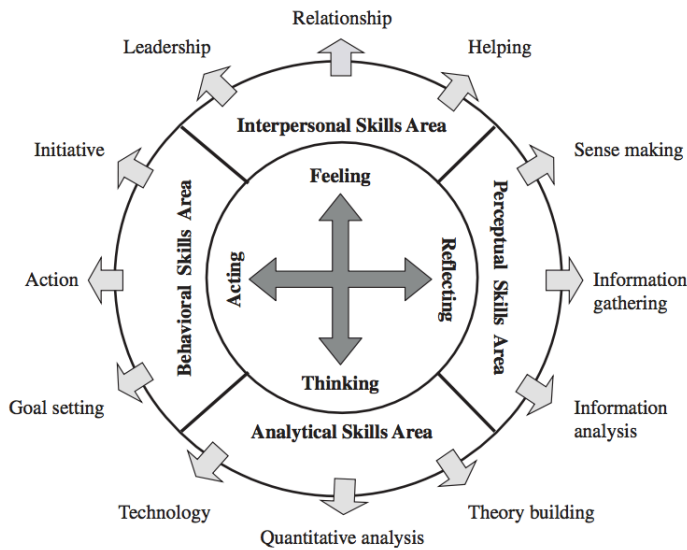 Relationship
Leadership
Helping
Interpersonal Skills Area
Initiative
Sense making
Feeling
Behavioral Skills Area
Acting
Reflecting
Perceptual Skills Area
Action
Information
gathering
Thinking
Goal setting
Information
analysis
Analytical Skills Area
Technology
Theory building
Quantitative analysis